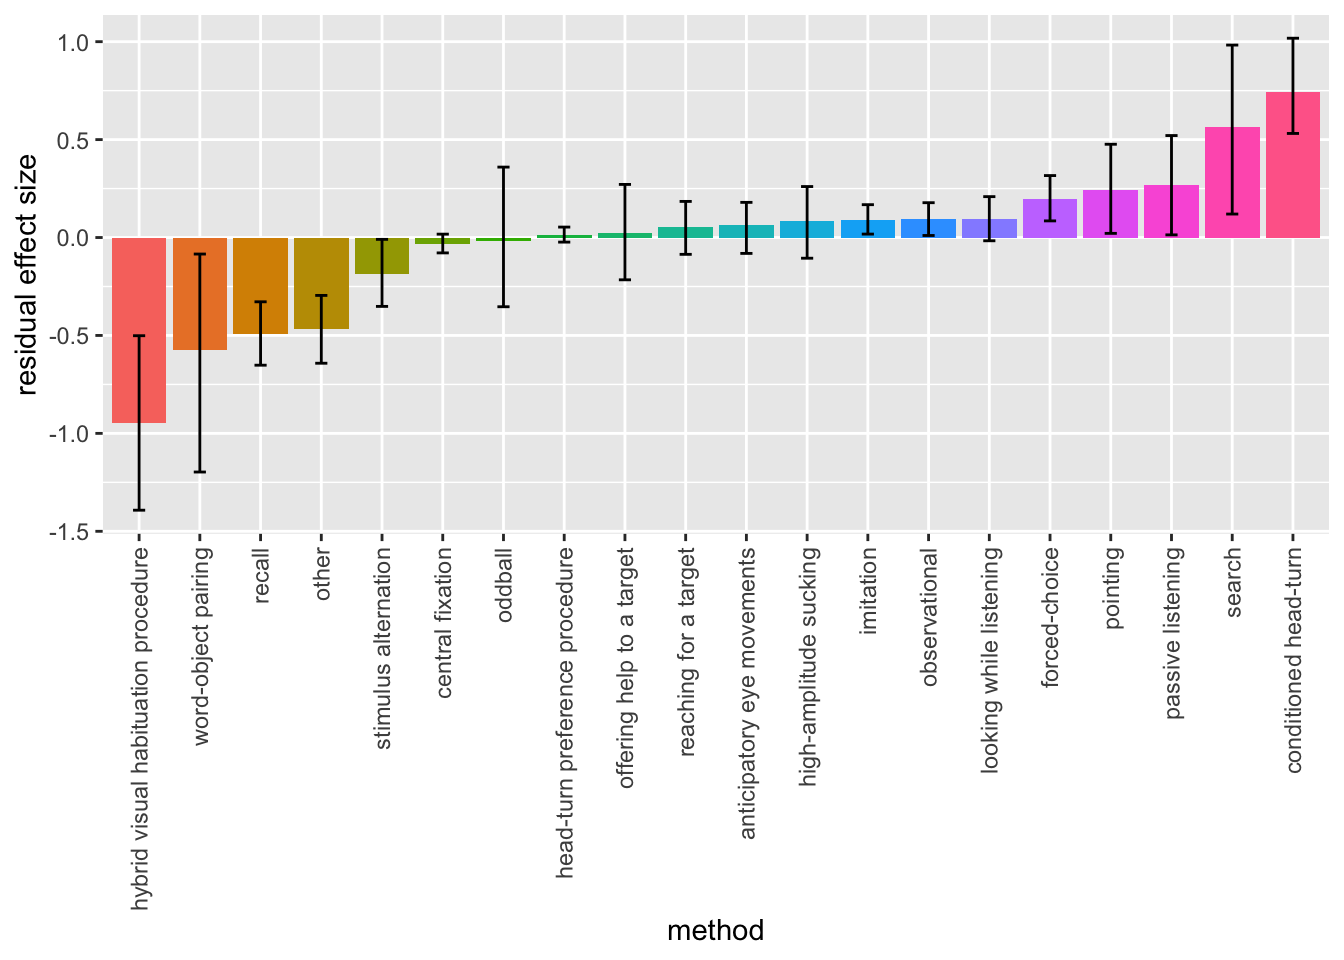 1.0
0.5
0.0
-0.5
-1.0
-1.5
residual effect size
hybrid visual habituation procedure
word-object pairing
recall
other
stimulus alternation
central fixation
oddball
head-turn preference procedure
offering help to a target
reaching for a target
anticipatory eye movements
high-amplitude sucking
imitation
observational
looking while listening
forced-choice
pointing
passive listening
search
conditioned head-turn
method